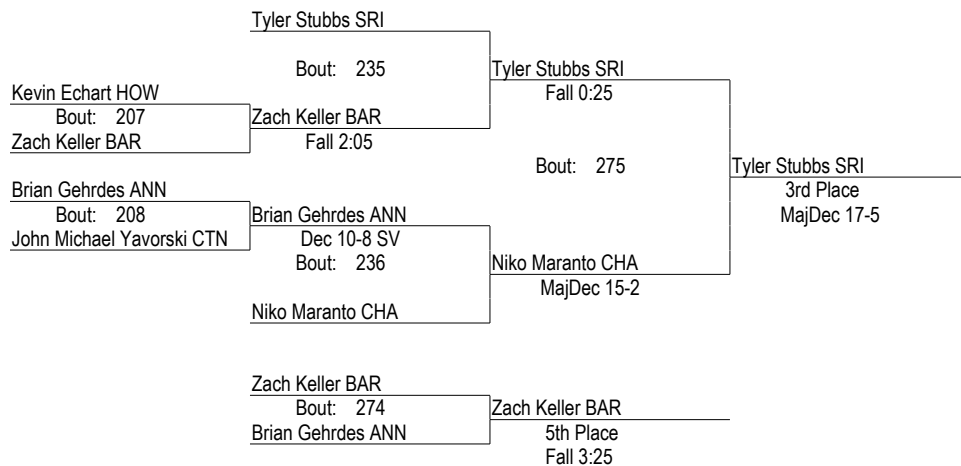 Tyler Stubbs SRI
Bout: 235
Tyler Stubbs SRI
Fall 0:25
Kevin Echart HOW
Bout: 207
Zach Keller BAR
Zach Keller BAR
Fall 2:05
Bout: 275
Tyler Stubbs SRI
3rd Place
MajDec 17-5
Brian Gehrdes ANN
Bout: 208
John Michael Yavorski CTN
Brian Gehrdes ANN
Dec 10-8 SV
Bout: 236
Niko Maranto CHA
MajDec 15-2
Niko Maranto CHA
Zach Keller BAR
Bout: 274
Brian Gehrdes ANN
Zach Keller BAR
5th Place
Fall 3:25